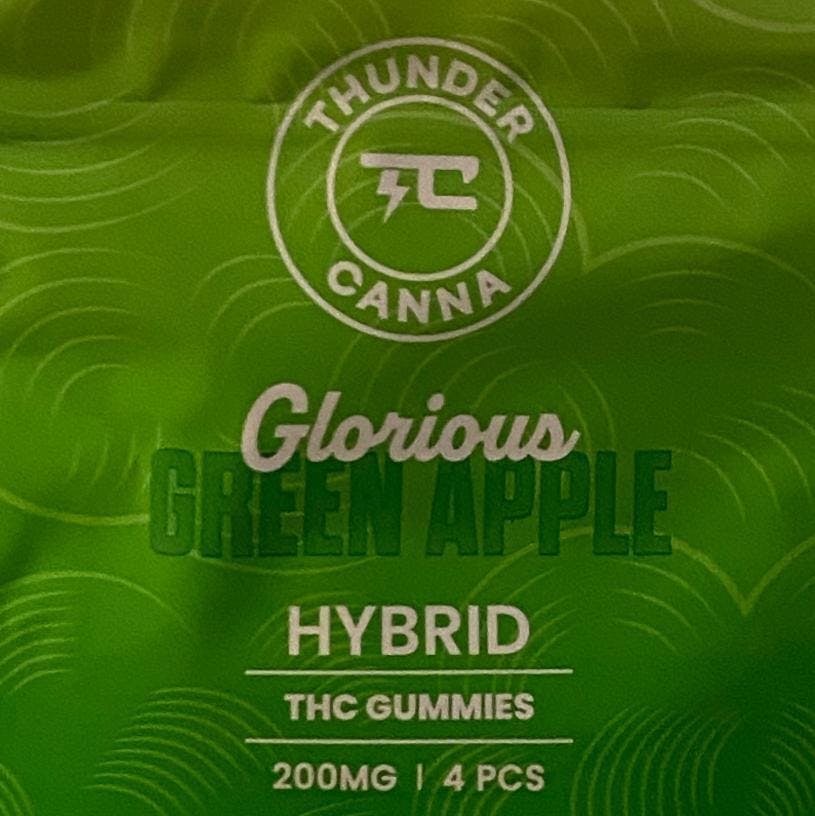 THUNDER
TC
CANNA
Glorious
GREEN APPLE
HYBRID
THC GUMMIES
200MG | 4 PCS